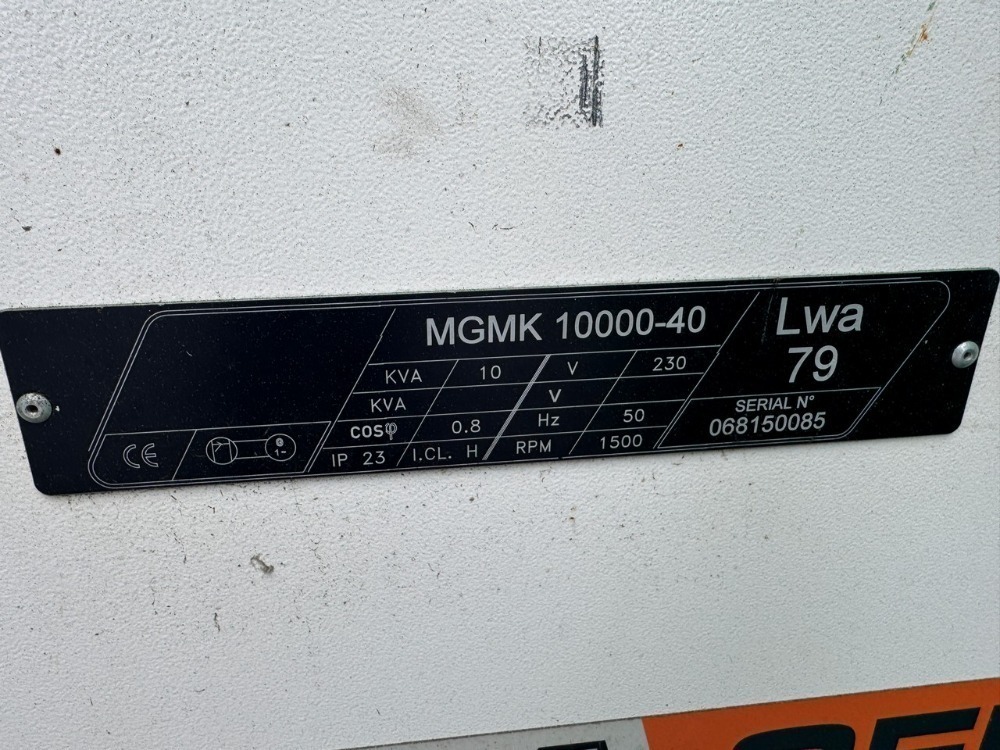 MGMK 10000-40
KVA 10 V 230
KVA V
cosφ 0.8 Hz 50
IP 23 I.CL. H RPM 1500
CE
1~
Lwa
79
SERIAL N°
068150085